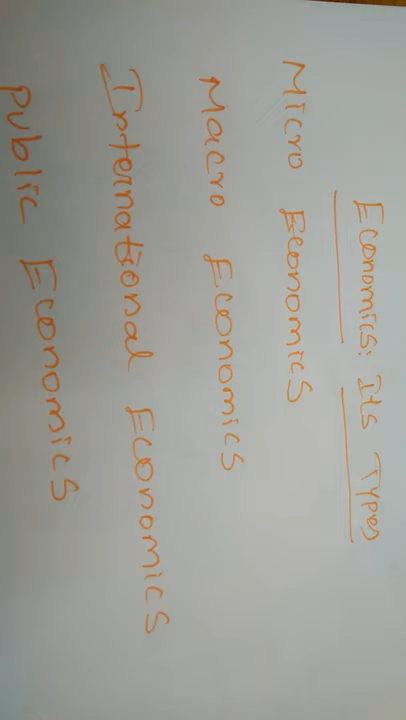 Economics: Its Types
Micro Economics
Macro Economics
International Economics
Public Economics